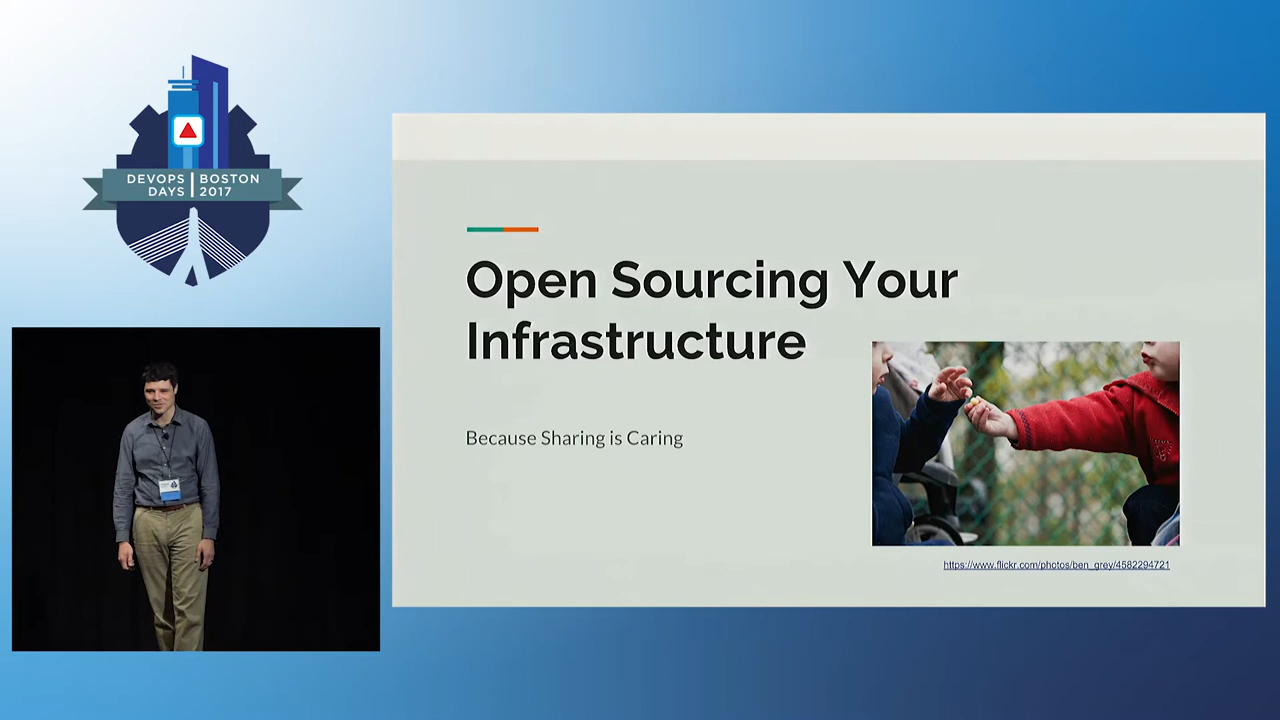 DEVOPS BOSTON
DAYS 2017
Open Sourcing Your
Infrastructure
Because Sharing is Caring
https://www.flickr.com/photos/ben_grey/4582294721